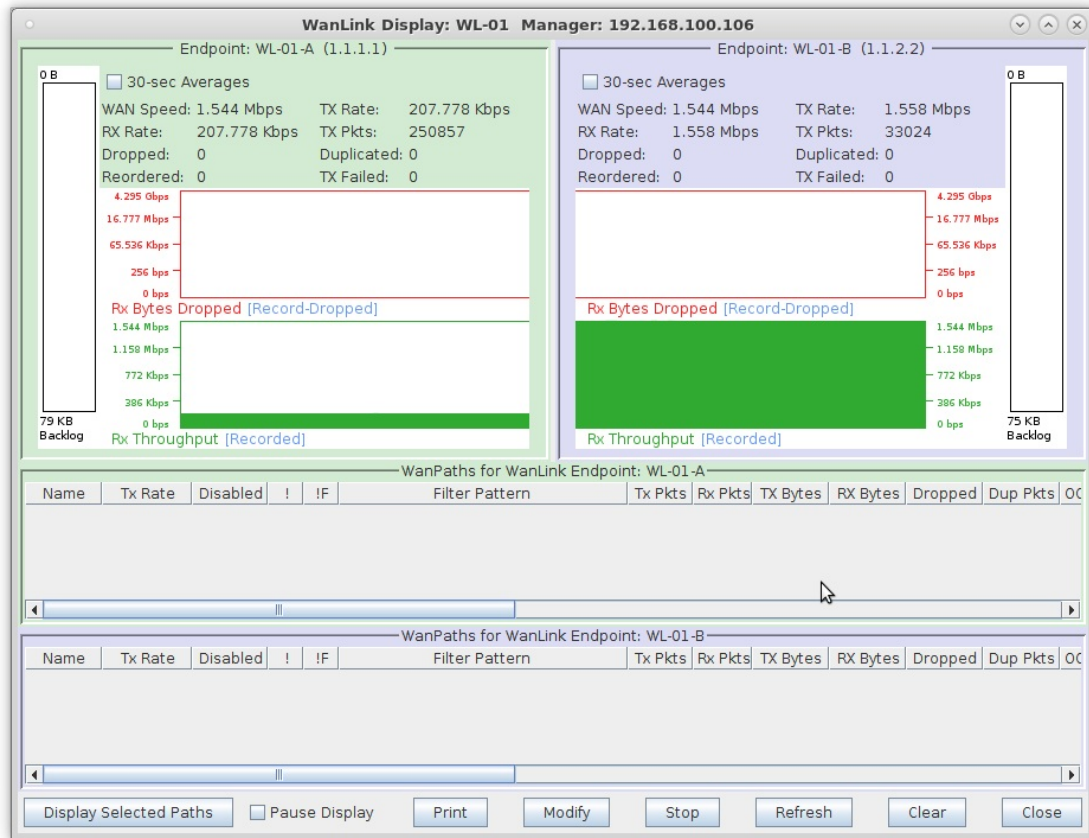 WanLink Display: WL-01  Manager: 192.168.100.106
Endpoint: WL-01-A  (1.1.1.1)
0 B
30-sec Averages
WAN Speed: 1.544 Mbps TX Rate: 207.778 Kbps
RX Rate: 207.778 Kbps TX Pkts: 250857
Dropped: 0 Duplicated: 0
Reordered: 0 TX Failed: 0
4.295 Gbps
16.777 Mbps
65.536 Kbps
256 bps
0 bps
Rx Bytes Dropped [Record-Dropped]
1.544 Mbps
1.158 Mbps
772 Kbps
386 Kbps
0 bps
79 KB
Backlog
Rx Throughput [Recorded]
Endpoint: WL-01-B  (1.1.2.2)
30-sec Averages
0 B
WAN Speed: 1.544 Mbps TX Rate: 1.558 Mbps
RX Rate: 1.558 Mbps TX Pkts: 33024
Dropped: 0 Duplicated: 0
Reordered: 0 TX Failed: 0
4.295 Gbps
16.777 Mbps
65.536 Kbps
256 bps
0 bps
Rx Bytes Dropped [Record-Dropped]
1.544 Mbps
1.158 Mbps
772 Kbps
386 Kbps
0 bps
75 KB
Backlog
Rx Throughput [Recorded]
WanPaths for WanLink Endpoint: WL-01-A
Name Tx Rate Disabled ! !F Filter Pattern Tx Pkts Rx Pkts TX Bytes RX Bytes Dropped Dup Pkts
WanPaths for WanLink Endpoint: WL-01-B
Name Tx Rate Disabled ! !F Filter Pattern Tx Pkts Rx Pkts TX Bytes RX Bytes Dropped Dup Pkts
Display Selected Paths Pause Display Print Modify Stop Refresh Clear Close